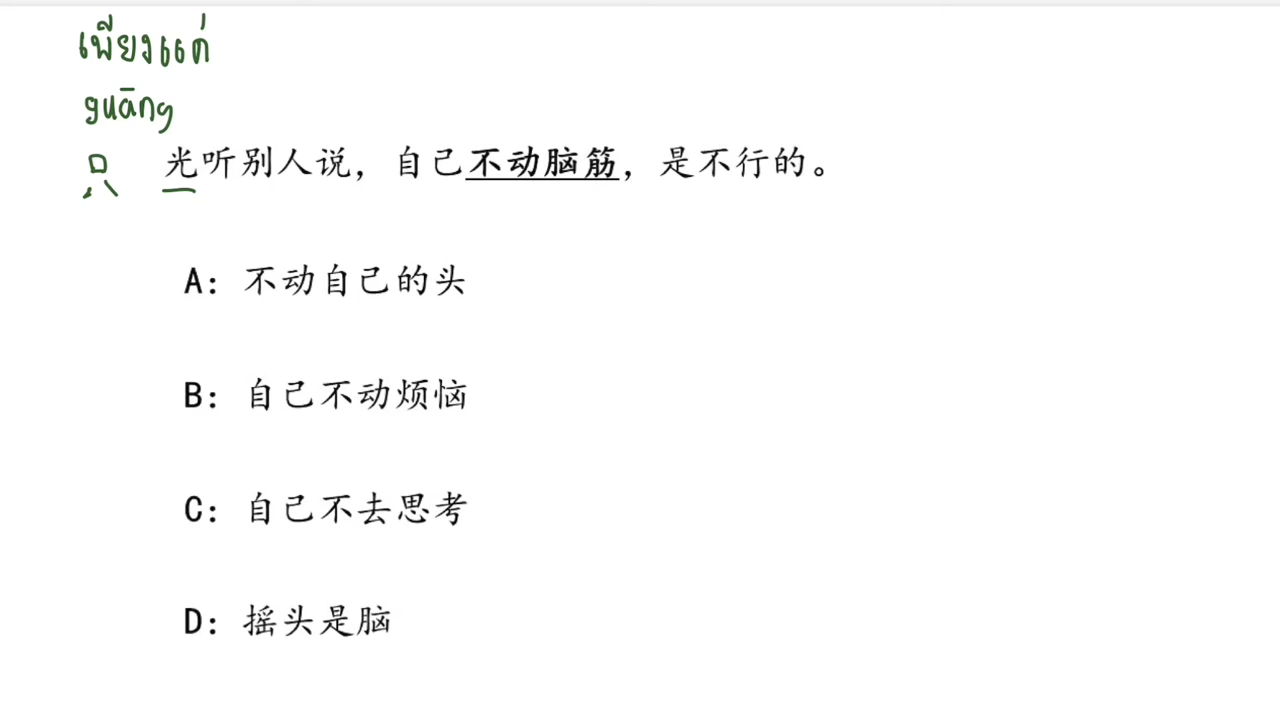 เพียงแค่
guāng
只 光听别人说，自己不动脑筋，是不行的。
A：不动自己的头
B：自己不动烦恼
C：自己不去思考
D：摇头是脑